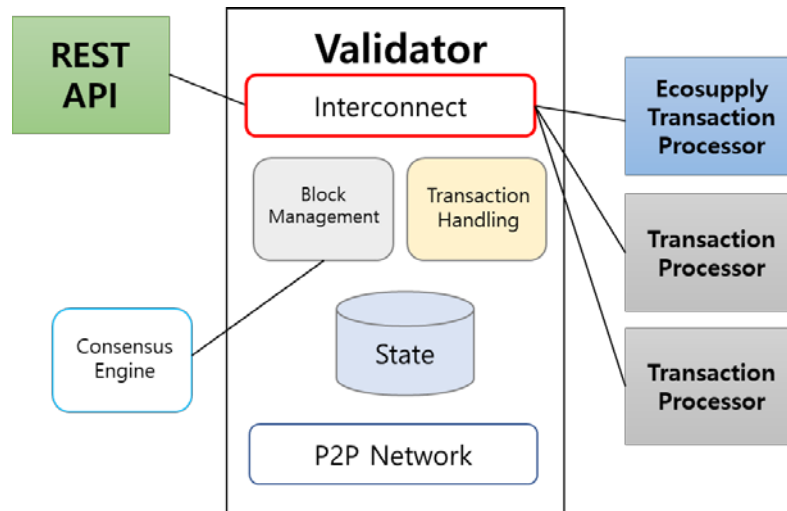 REST
API
Validator
Interconnect
Block
Management
Transaction
Handling
State
P2P Network
Consensus
Engine
Ecosupply
Transaction
Processor
Transaction
Processor
Transaction
Processor